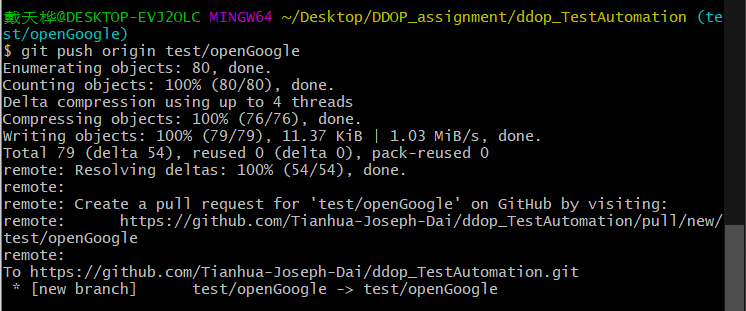 戴天桦@DESKTOP-EVJ2OLC MINGW64 ~/Desktop/DDOP_assignment/ddop_TestAutomation (te
st/openGoogle)
$ git push origin test/openGoogle
Enumerating objects: 80, done.
Counting objects: 100% (80/80), done.
Delta compression using up to 4 threads
Compressing objects: 100% (76/76), done.
Writing objects: 100% (79/79), 11.37 KiB | 1.03 MiB/s, done.
Total 79 (delta 54), reused 0 (delta 0), pack-reused 0
remote: Resolving deltas: 100% (54/54), done.
remote:
remote: Create a pull request for 'test/openGoogle' on GitHub by visiting:
remote:      https://github.com/Tianhua-Joseph-Dai/ddop_TestAutomation/pull/new/
test/openGoogle
remote:
To https://github.com/Tianhua-Joseph-Dai/ddop_TestAutomation.git
 * [new branch]      test/openGoogle -> test/openGoogle